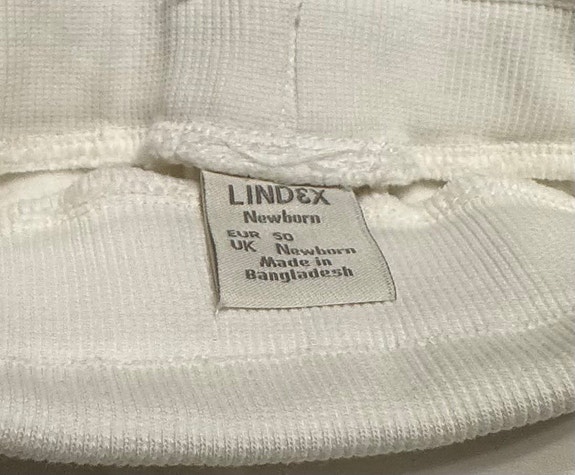 LINDEX
Newborn
EUR 50
UK Newborn
Made in
Bangladesh